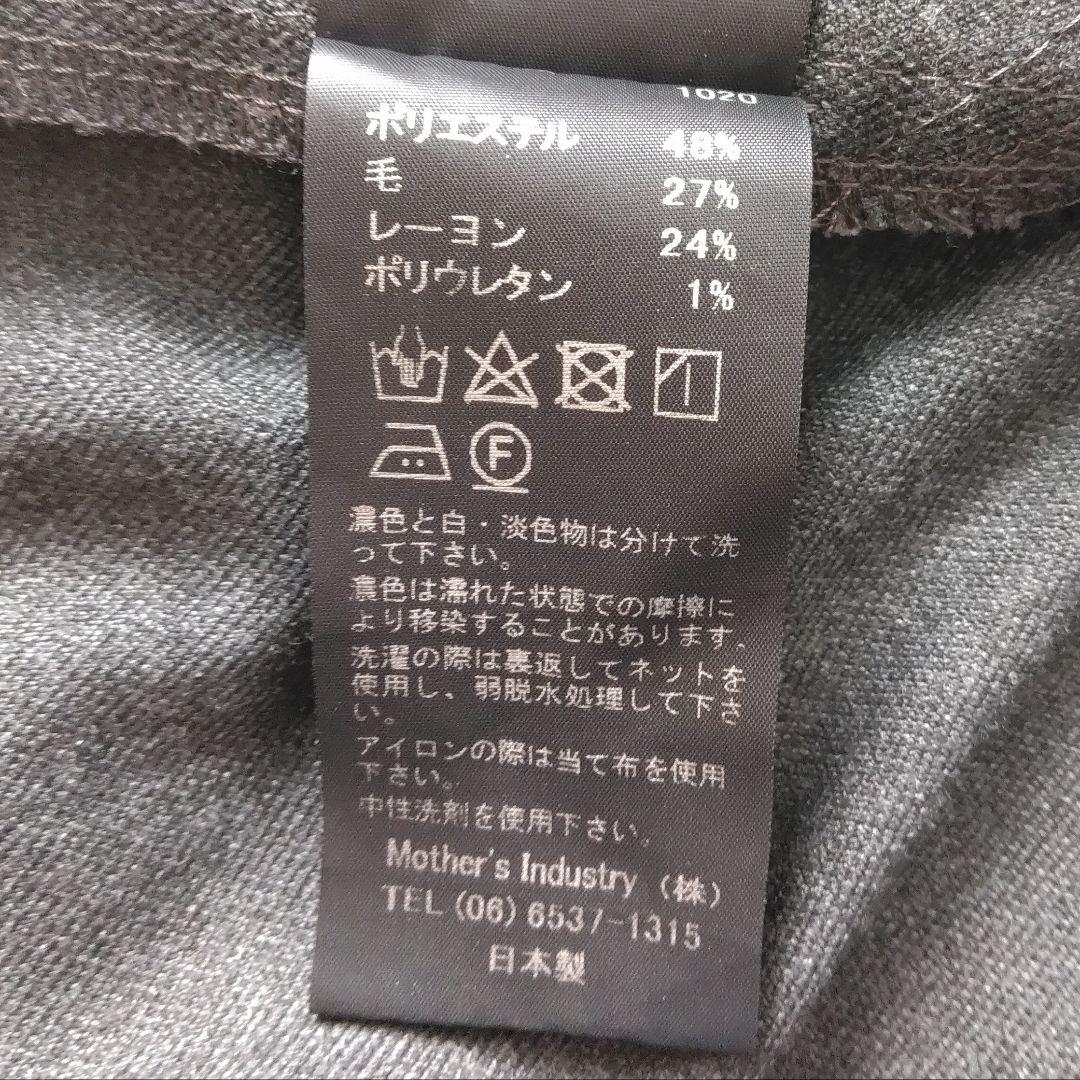 1020
ポリエステル 48%
毛 27%
レーヨン 24%
ポリウレタン 1%
F
濃色と白・淡色物は分けて洗
って下さい。
濃色は濡れた状態での摩擦に
より移染することがあります.
洗濯の際は裏返してネットを
使用し、弱脱水処理して下さ
い。
アイロンの際は当て布を使用
下さい。
中性洗剤を使用下さい。
Mother's Industry (株)
TEL (06) 6537-1315
日本製